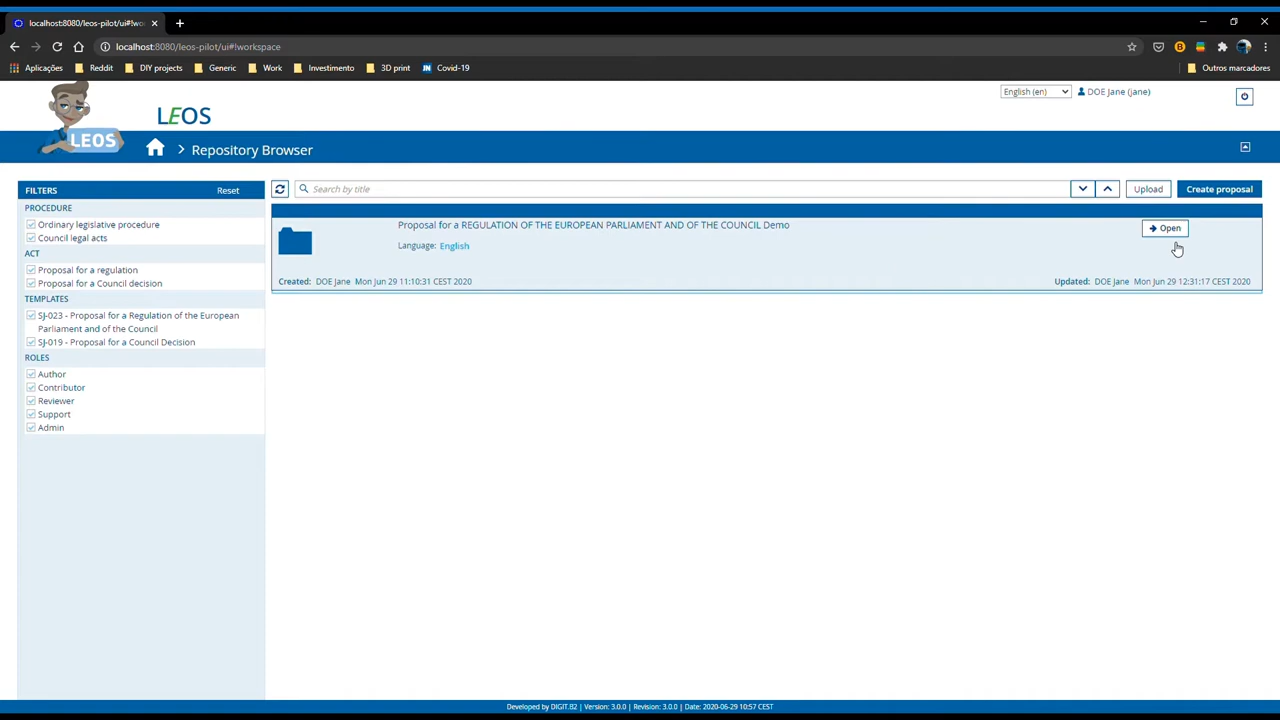 localhost:8080/leos-pilot/ui#!wo
localhost:8080/leos-pilot/ui#!workspace
Aplicações
Reddit
DIY projects
Generic
Work
Investimento
3D print
JN Covid-19
Outros marcadores
LEOS
LEOS
English (en)
DOE Jane (jane)
> Repository Browser
FILTERS
Reset
PROCEDURE
Ordinary legislative procedure
Council legal acts
ACT
Proposal for a regulation
Proposal for a Council decision
TEMPLATES
SJ-023 - Proposal for a Regulation of the European
Parliament and of the Council
SJ-019 - Proposal for a Council Decision
ROLES
Author
Contributor
Reviewer
Support
Admin
Search by title
Upload
Create proposal
Proposal for a REGULATION OF THE EUROPEAN PARLIAMENT AND OF THE COUNCIL Demo
Open
Language: English
Created: DOE Jane Mon Jun 29 11:10:31 CEST 2020
Updated: DOE Jane Mon Jun 29 12:31:17 CEST 2020
Developed by DIGIT.B2 | Version: 3.0.0 | Revision: 3.0.0 | Date: 2020-06-29 10:57 CEST